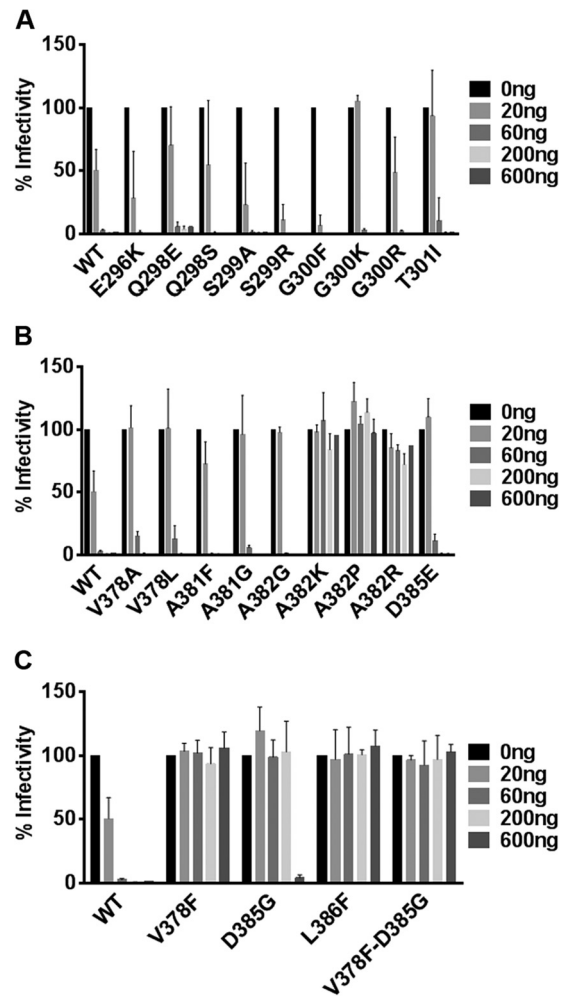 A
150
100
50
0
% Infectivity
0ng
20ng
60ng
200ng
600ng
WT
E296K
Q298E
Q298S
S299A
S299R
G300F
G300K
G300R
T301I
B
150
100
50
0
% Infectivity
0ng
20ng
60ng
200ng
600ng
WT
V378A
V378L
A381F
A381G
A382G
A382K
A382P
A382R
D385E
C
150
100
50
0
% Infectivity
0ng
20ng
60ng
200ng
600ng
WT
V378F
D385G
L386F
V378F-D385G